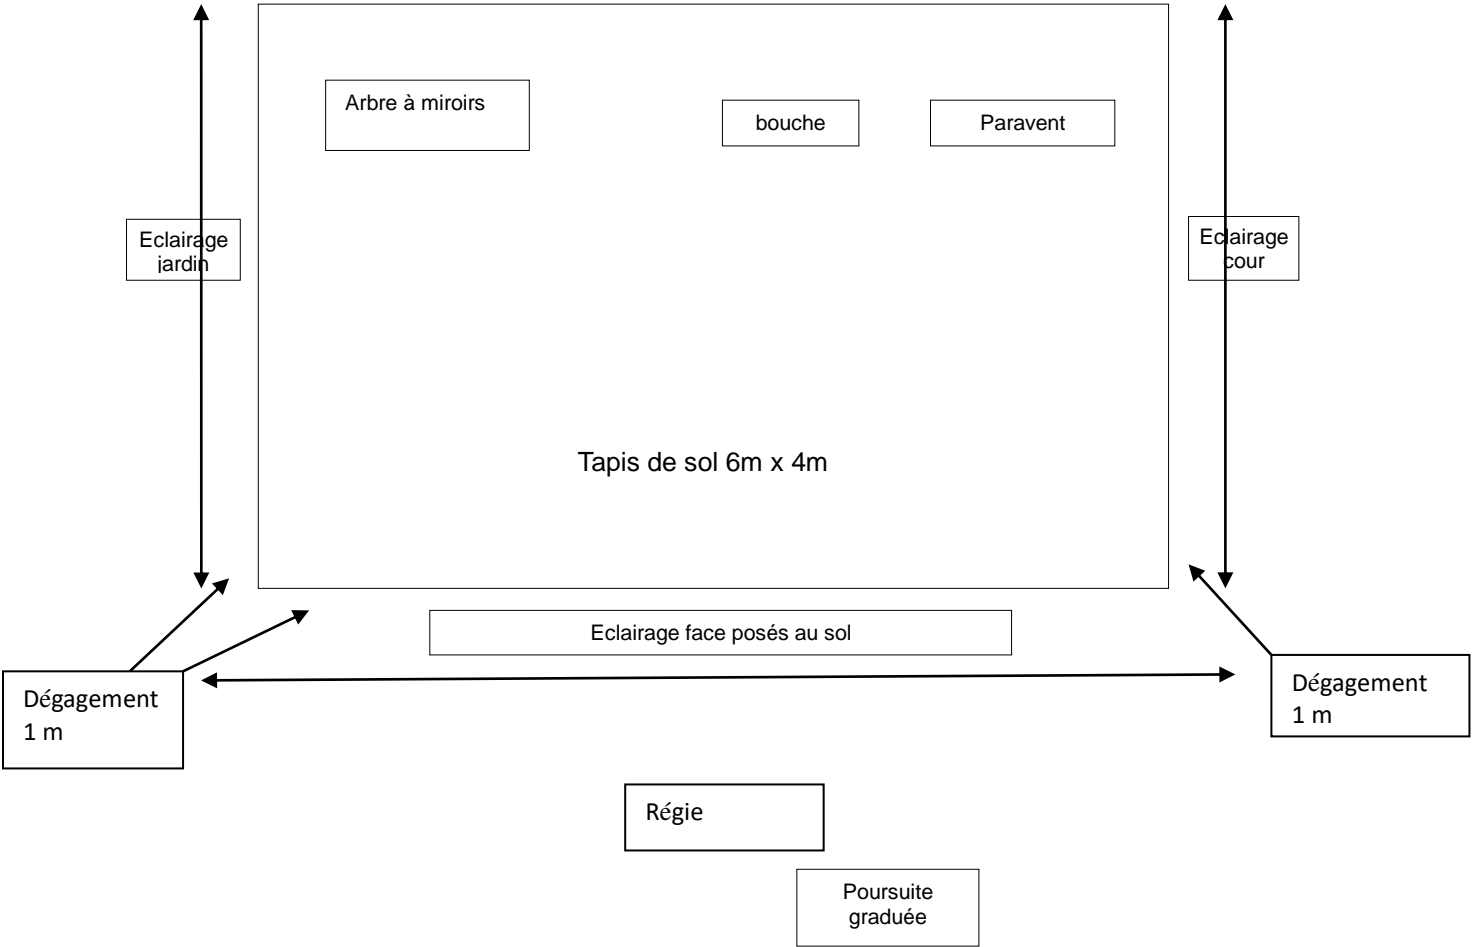 Arbre à miroirs
bouche
Paravent
Eclairage
jardin
Eclairage
cour
Tapis de sol 6m x 4m
Eclairage face posés au sol
Dégagement
1 m
Dégagement
1 m
Régie
Poursuite
graduée